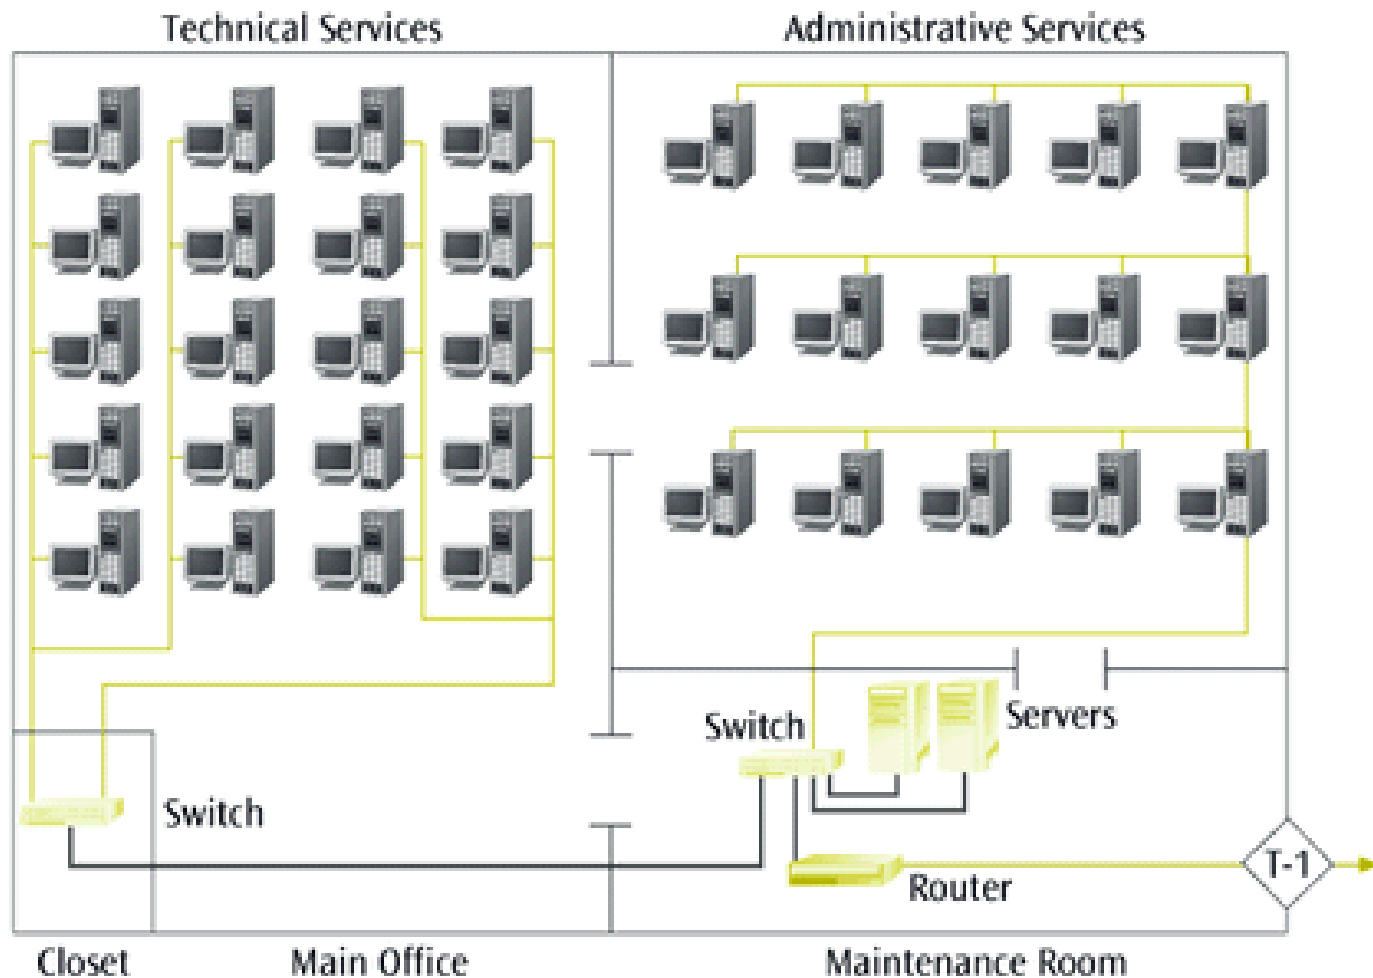 Technical Services
Administrative Services
Servers
Switch
Switch
T-1
Router
Closet
Main Office
Maintenance Room